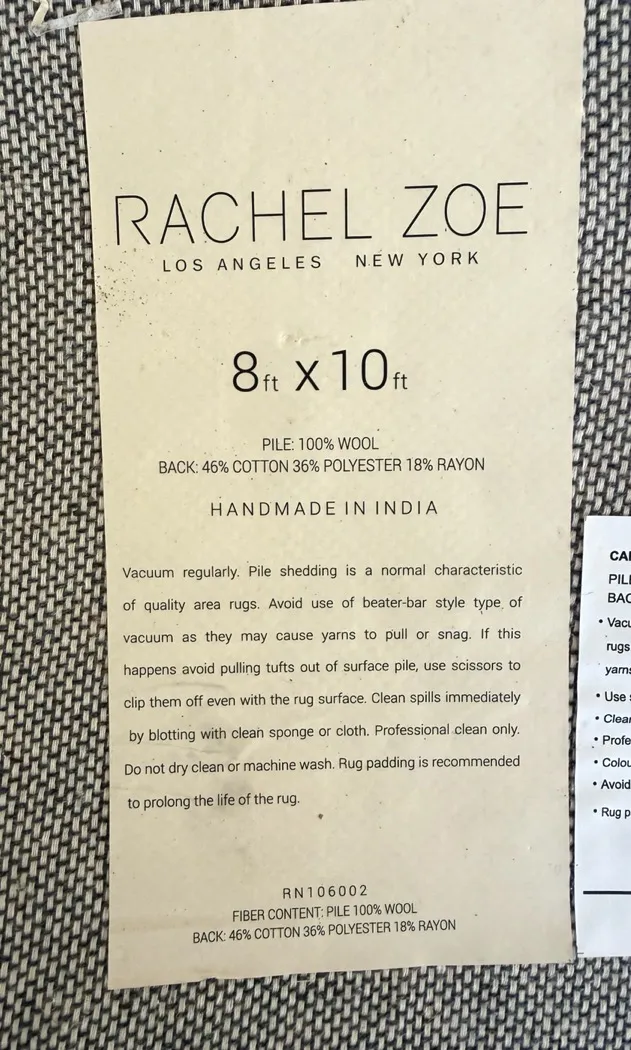 RACHEL ZOE
LOS ANGELES NEW YORK
8ft x 10ft
PILE: 100% WOOL
BACK: 46% COTTON 36% POLYESTER 18% RAYON
HANDMADE IN INDIA
Vacuum regularly. Pile shedding is a normal characteristic
of quality area rugs. Avoid use of beater-bar style type of
vacuum as they may cause yarns to pull or snag. If this
happens avoid pulling tufts out of surface pile, use scissors to
clip them off even with the rug surface. Clean spills immediately
by blotting with clean sponge or cloth. Professional clean only.
Do not dry clean or machine wash. Rug padding is recommended
to prolong the life of the rug.
RN106002
FIBER CONTENT: PILE 100% WOOL
BACK: 46% COTTON 36% POLYESTER 18% RAYON
rugs
• Use
• Avoid
• Rug